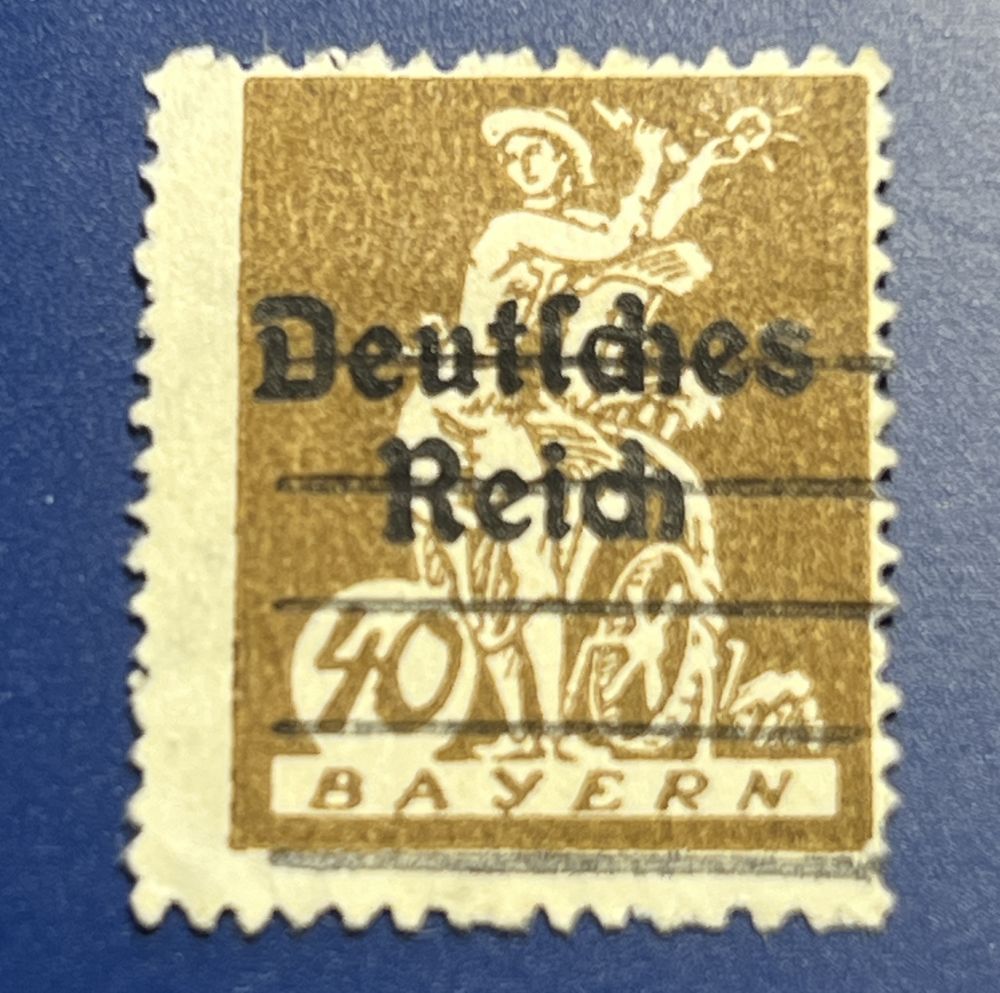 Deutſches
Reich
40
BAYERN